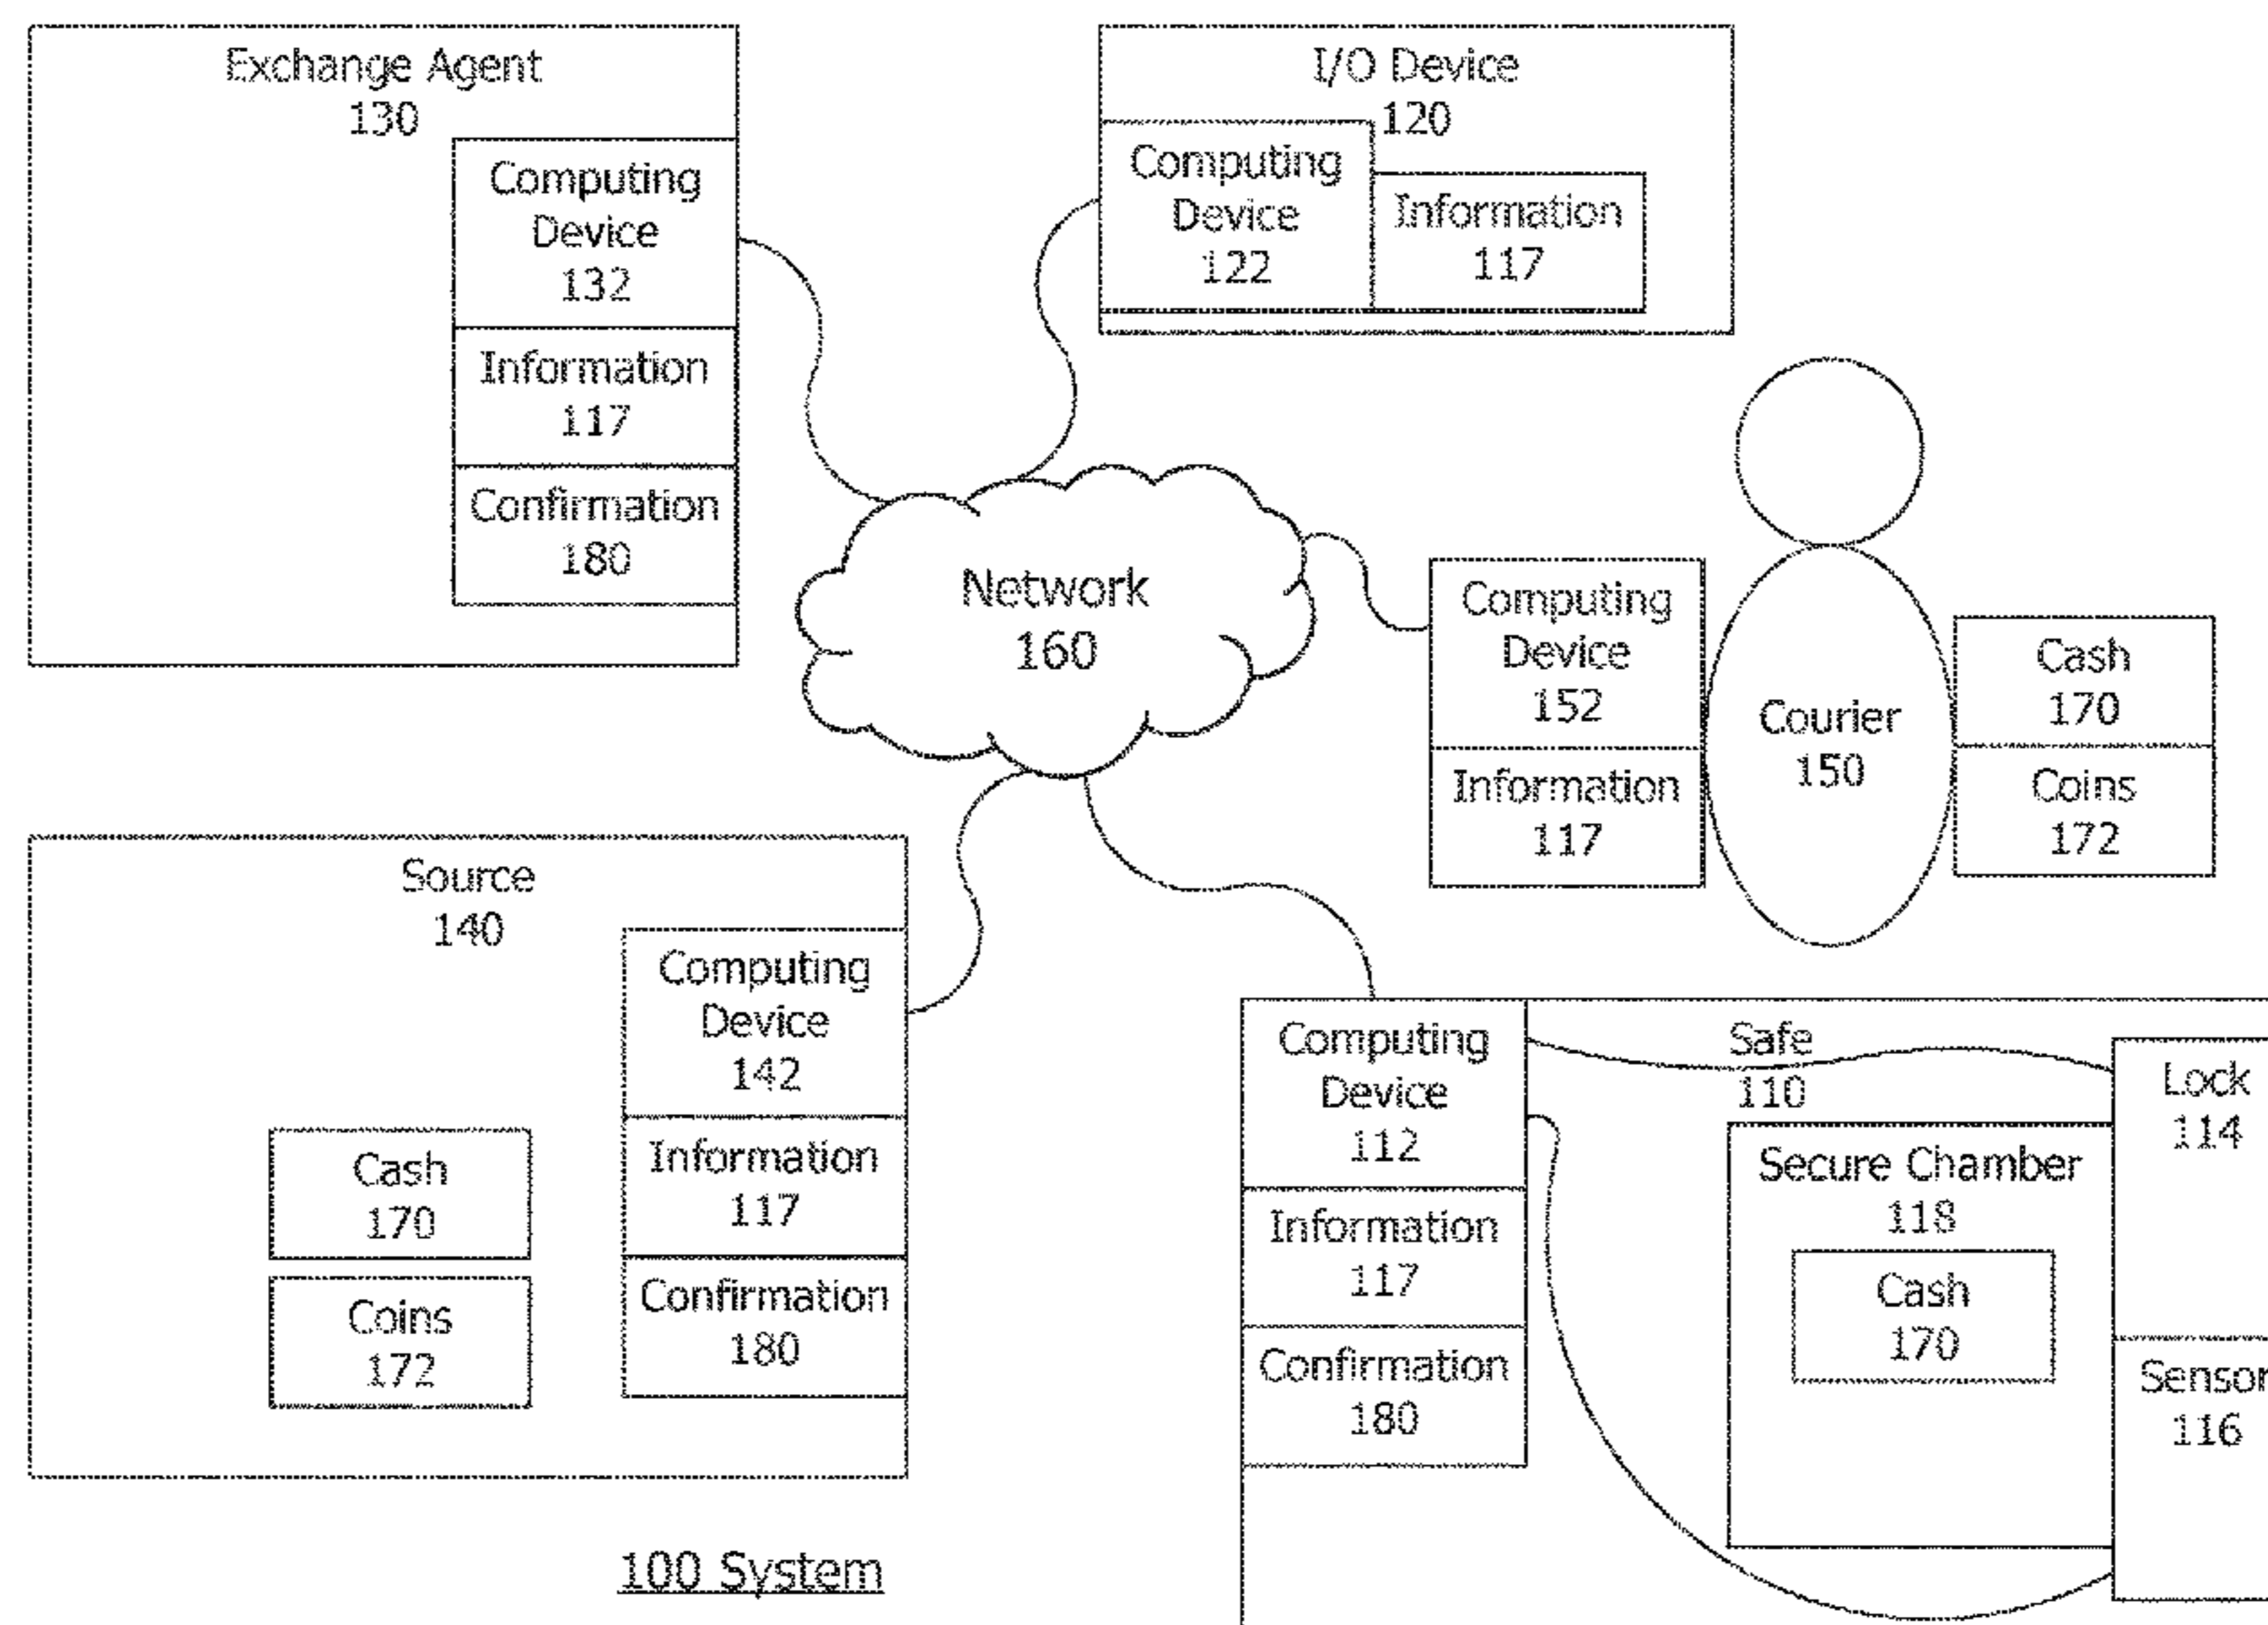 Exchange Agent
130
Computing
Device
132
Information
117
Confirmation
180
I/O Device
120
Computing
Device
122
Information
117
Network
160
Computing
Device
152
Information
117
Courier
150
Cash
170
Coins
172
Source
140
Computing
Device
142
Information
117
Confirmation
180
Cash
170
Coins
172
Computing
Device
112
Information
117
Confirmation
180
Safe
110
Secure Chamber
118
Cash
170
Lock
114
Sensor
116
100 System